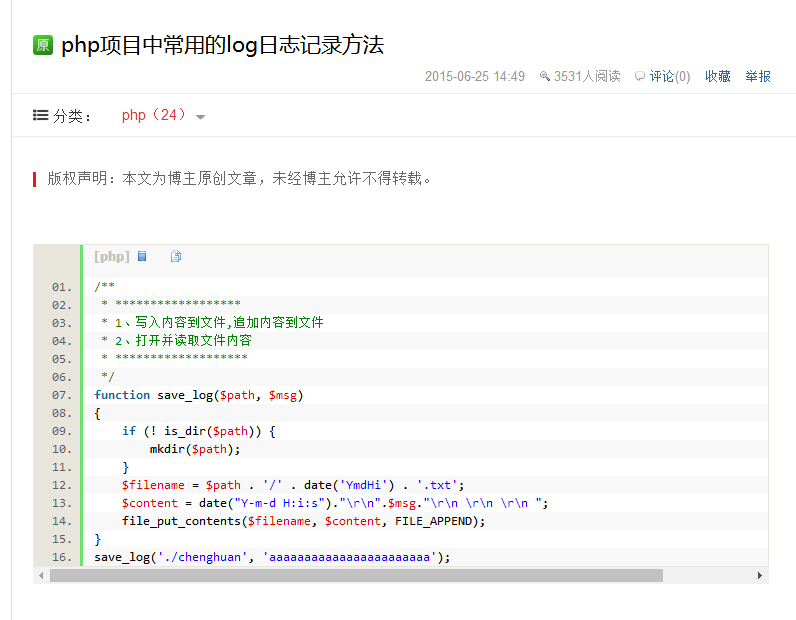 原 php项目中常用的log日志记录方法
2015-06-25 14:49 3531人阅读 评论(0) 收藏 举报
分类： php（24）
版权声明：本文为博主原创文章，未经博主允许不得转载。
[php]
01. /**
02. * ******************
03. * 1、写入内容到文件,追加内容到文件
04. * 2、打开并读取文件内容
05. * *******************
06. */
07. function save_log($path, $msg)
08. {
09. if (! is_dir($path)) {
10. mkdir($path);
11. }
12. $filename = $path . '/' . date('YmdHi') . '.txt';
13. $content = date("Y-m-d H:i:s")."\r\n".$msg."\r\n \r\n \r\n ";
14. file_put_contents($filename, $content, FILE_APPEND);
15. }
16. save_log('./chenghuan', 'aaaaaaaaaaaaaaaaaaaaaaa');